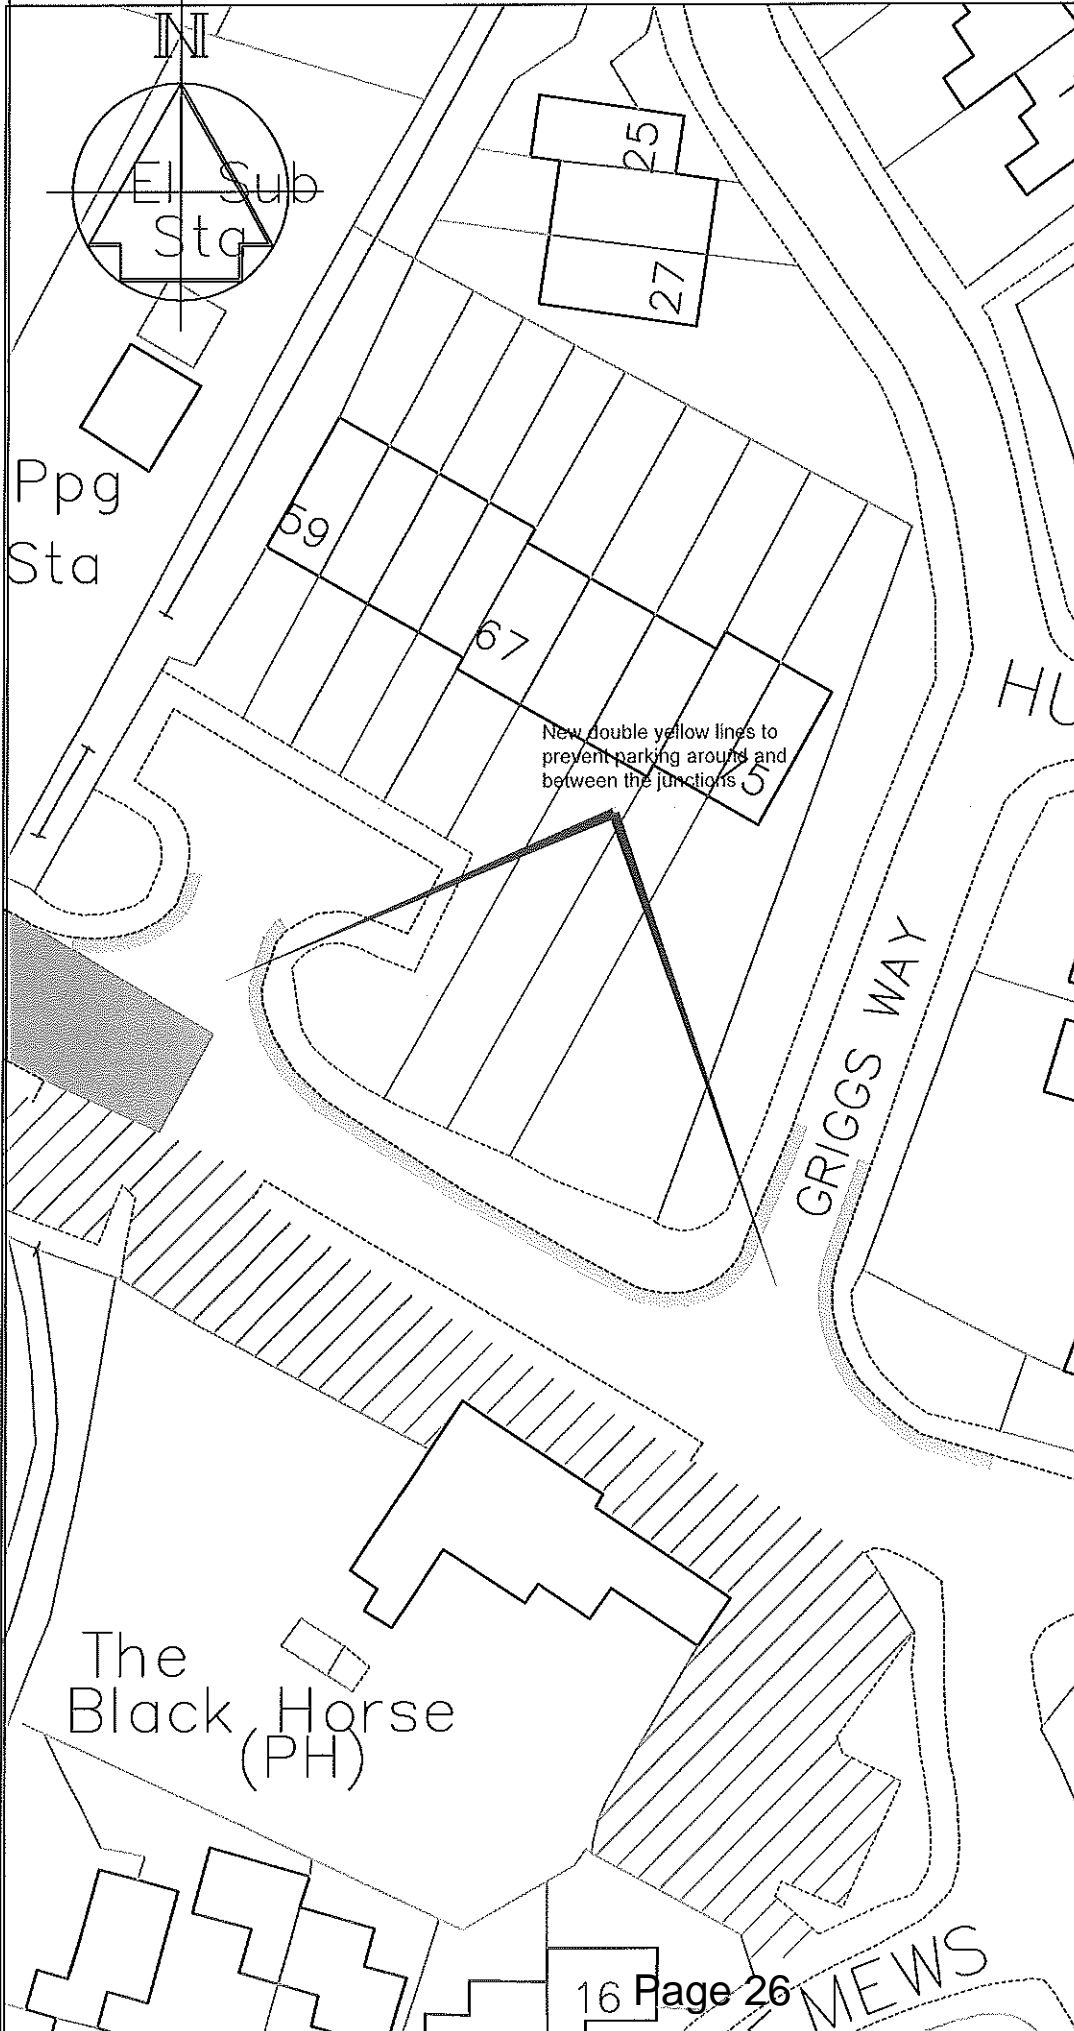 N
El Sub
Sta
25
27
Ppg
Sta
59
67
HU
New double yellow lines to
prevent parking around and
between the junctions
75
GRIGGS WAY
The
Black Horse
(PH)
16
Page 26
MEWS